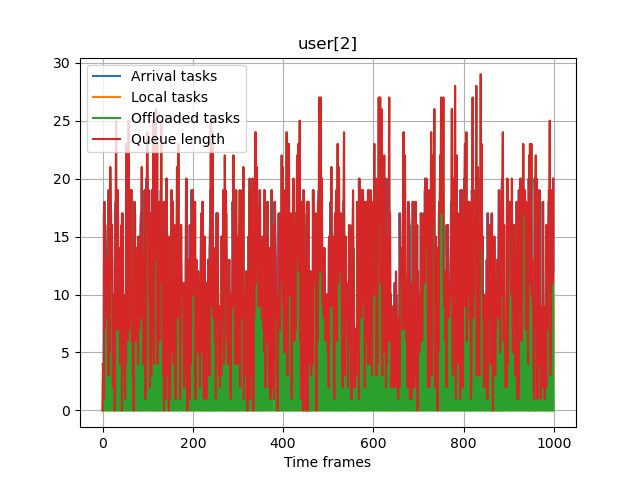 user[2]
30
25
20
15
10
5
0
Arrival tasks
Local tasks
Offloaded tasks
Queue length
0 200 400 600 800 1000
Time frames